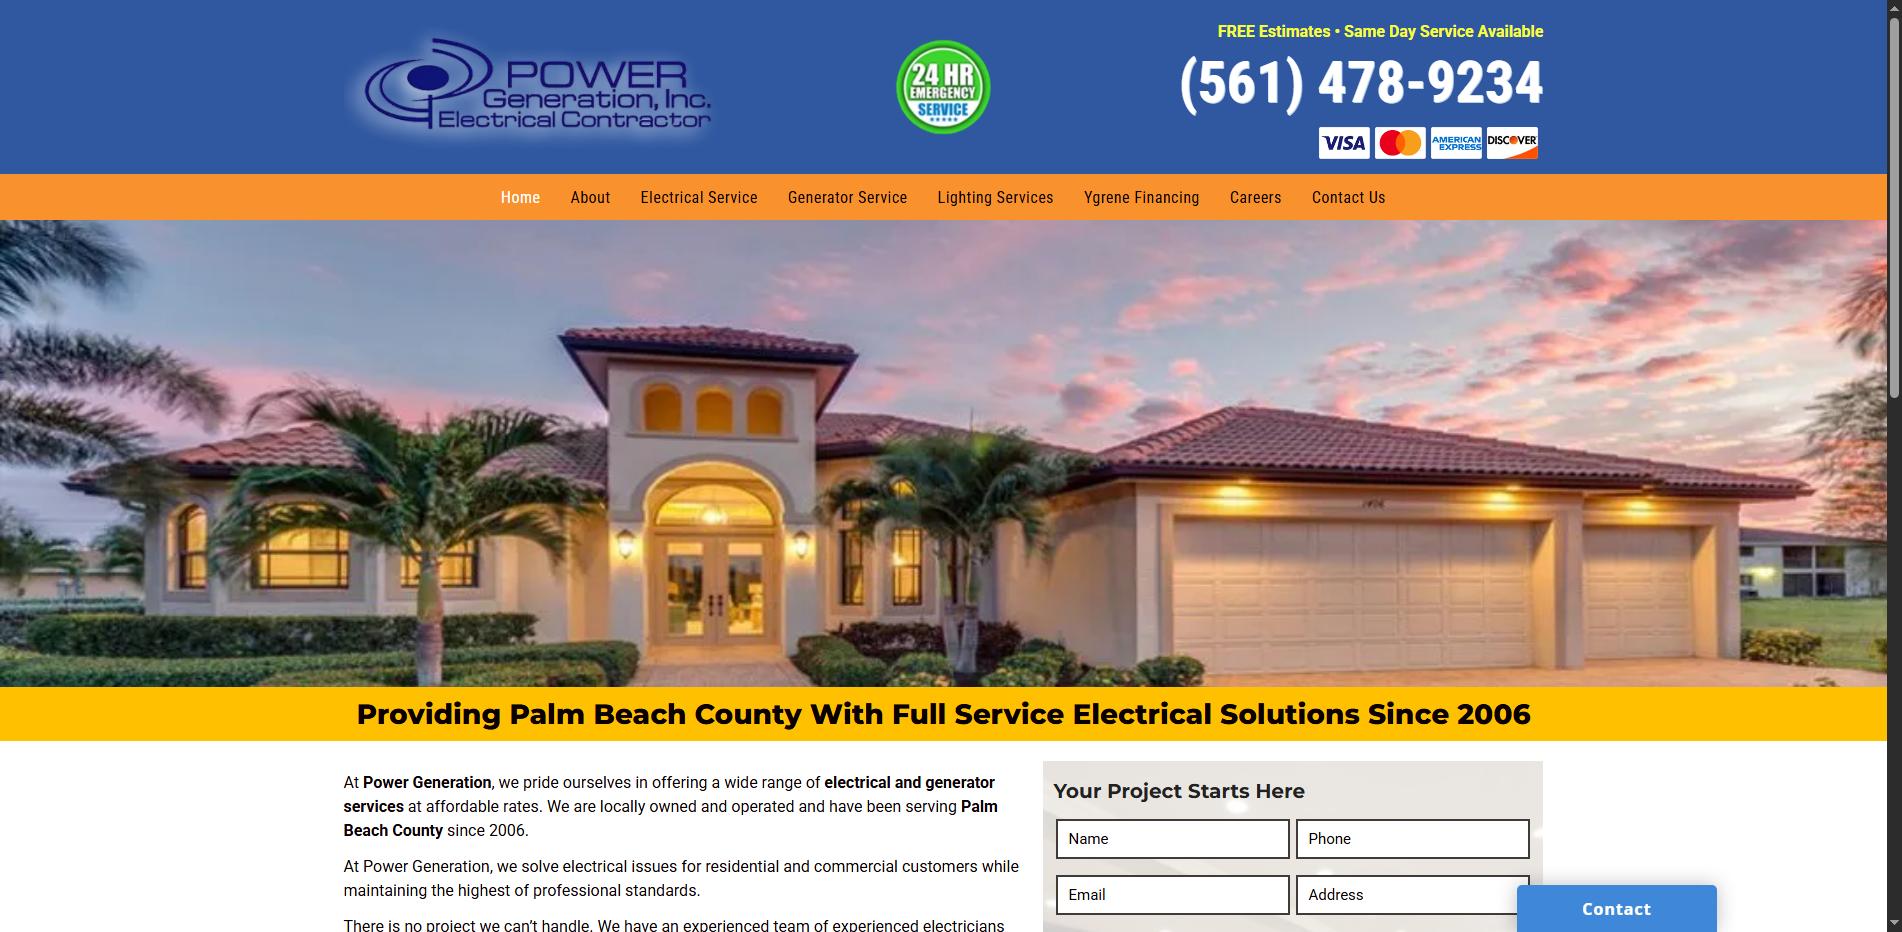 POWER
Generation, Inc.
Electrical Contractor
24 HR
EMERGENCY
SERVICE
FREE Estimates • Same Day Service Available
(561) 478-9234
VISA
AMERICAN
EXPRESS
DISCOVER
Home About Electrical Service Generator Service Lighting Services Ygrene Financing Careers Contact Us
1406
Providing Palm Beach County With Full Service Electrical Solutions Since 2006
At Power Generation, we pride ourselves in offering a wide range of electrical and generator
services at affordable rates. We are locally owned and operated and have been serving Palm
Beach County since 2006.
At Power Generation, we solve electrical issues for residential and commercial customers while
maintaining the highest of professional standards.
There is no project we can’t handle. We have an experienced team of experienced electricians
Your Project Starts Here
Name Phone
Email Address
Contact